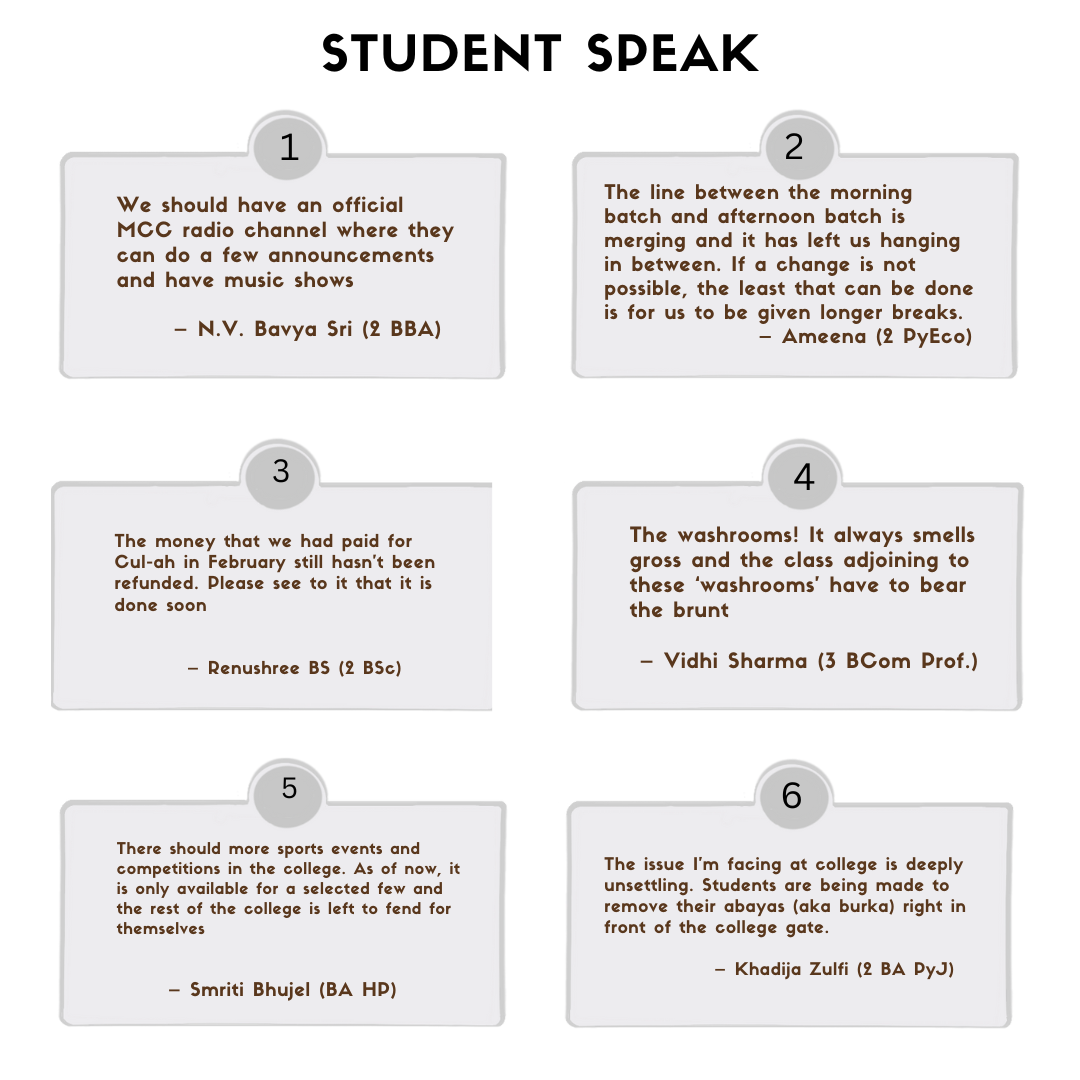 STUDENT SPEAK
1
We should have an official
MCC radio channel where they
can do a few announcements
and have music shows
– N.V. Bavya Sri (2 BBA)
2
The line between the morning
batch and afternoon batch is
merging and it has left us hanging
in between. If a change is not
possible, the least that can be done
is for us to be given longer breaks.
– Ameena (2 PyEco)
3
The money that we had paid for
Cul-ah in February still hasn't been
refunded. Please see to it that it is
done soon
– Renushree BS (2 BSc)
4
The washrooms! It always smells
gross and the class adjoining to
these ‘washrooms’ have to bear
the brunt
– Vidhi Sharma (3 BCom Prof.)
5
There should more sports events and
competitions in the college. As of now, it
is only available for a selected few and
the rest of the college is left to fend for
themselves
– Smriti Bhujel (BA HP)
6
The issue I'm facing at college is deeply
unsettling. Students are being made to
remove their abayas (aka burka) right in
front of the college gate.
– Khadija Zulfi (2 BA PyJ)